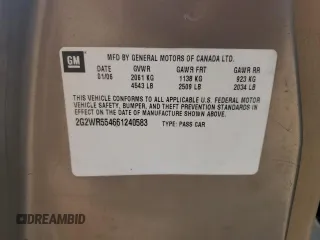 GM
MFD BY GENERAL MOTORS OF CANADA LTD.
DATE GVWR GAWR FRT GAWR RR
01/06 2061 KG 1138 KG 923 KG
4543 LB 2509 LB 2034 LB
THIS VEHICLE CONFORMS TO ALL APPLICABLE U.S. FEDERAL MOTOR
VEHICLE SAFETY, BUMPER, AND THEFT PREVENTION STANDARDS IN
EFFECT ON THE DATE OF MANUFACTURE SHOWN ABOVE.
2G2WR554661240583 TYPE: PASS CAR
DREAMBID